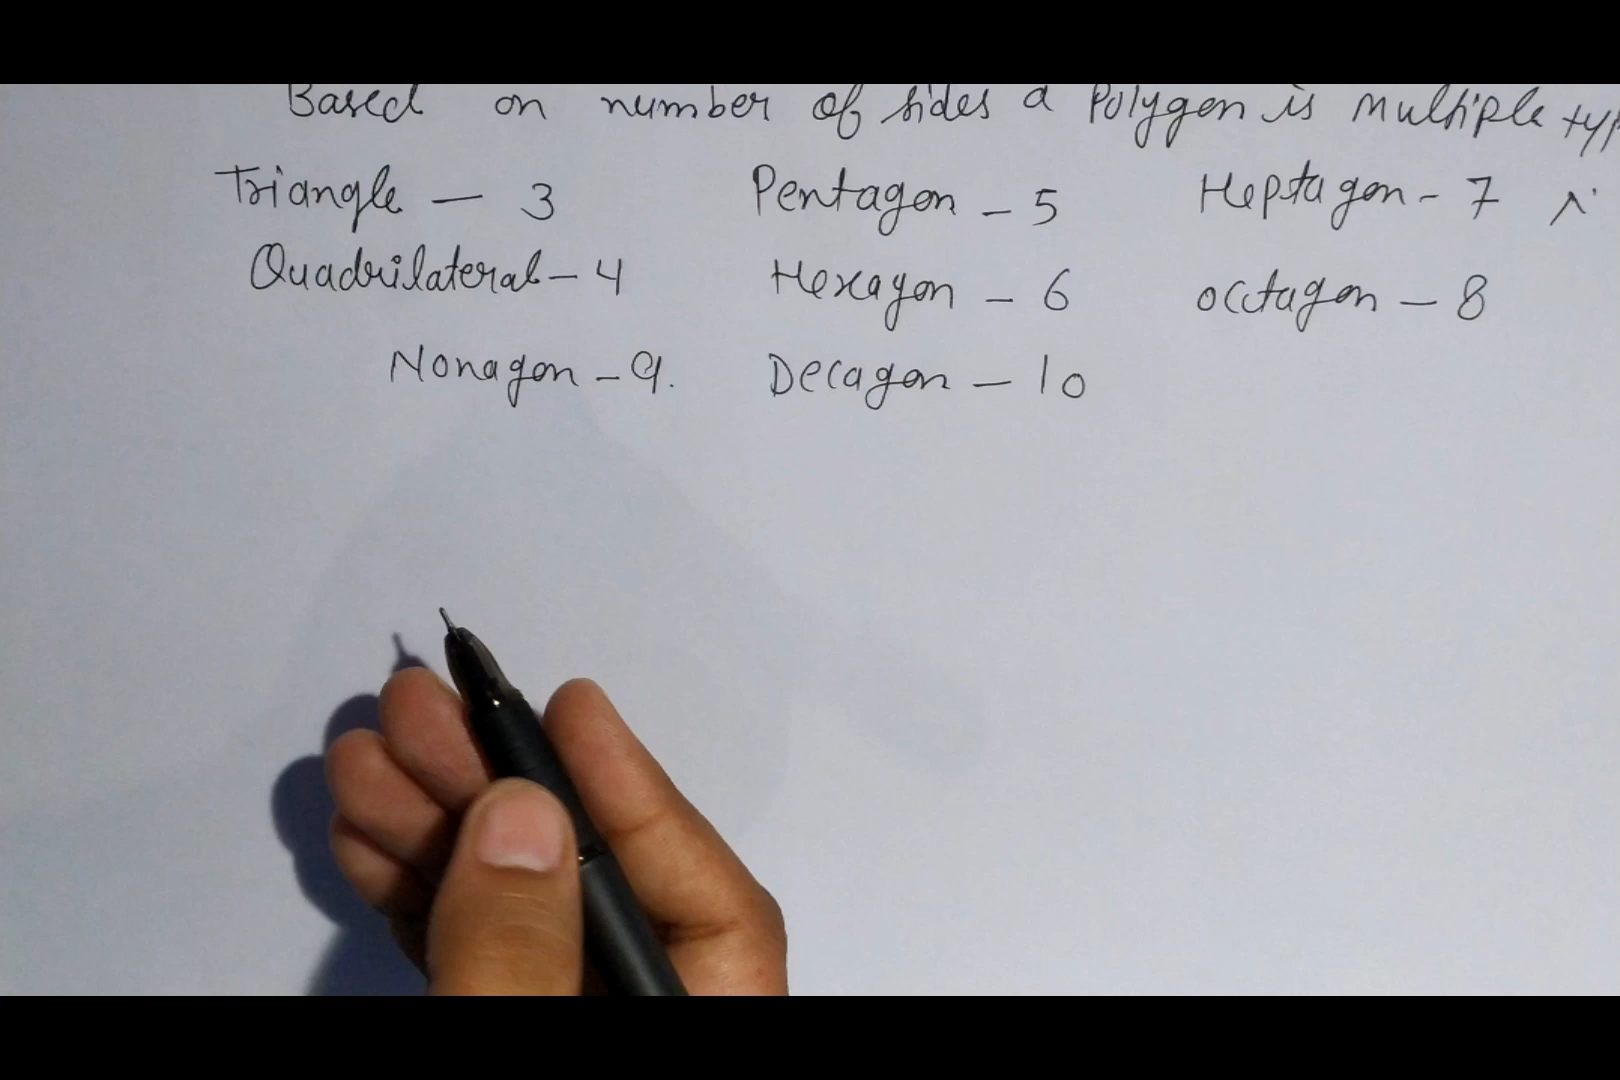 Based on number of sides a Polygon is multiple
Triangle - 3 Pentagon - 5 Heptagon - 7
Quadrilateral - 4 Hexagon - 6 octagon - 8
Nonagon - 9. Decagon - 10